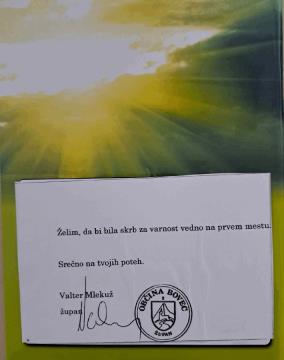 Želim, da bi bila skrb za varnost vedno na prvem mestu.
Srečno na tvojih poteh.
Valter Mlekuž
župan
OBČINA BOVEC
ŽUPAN